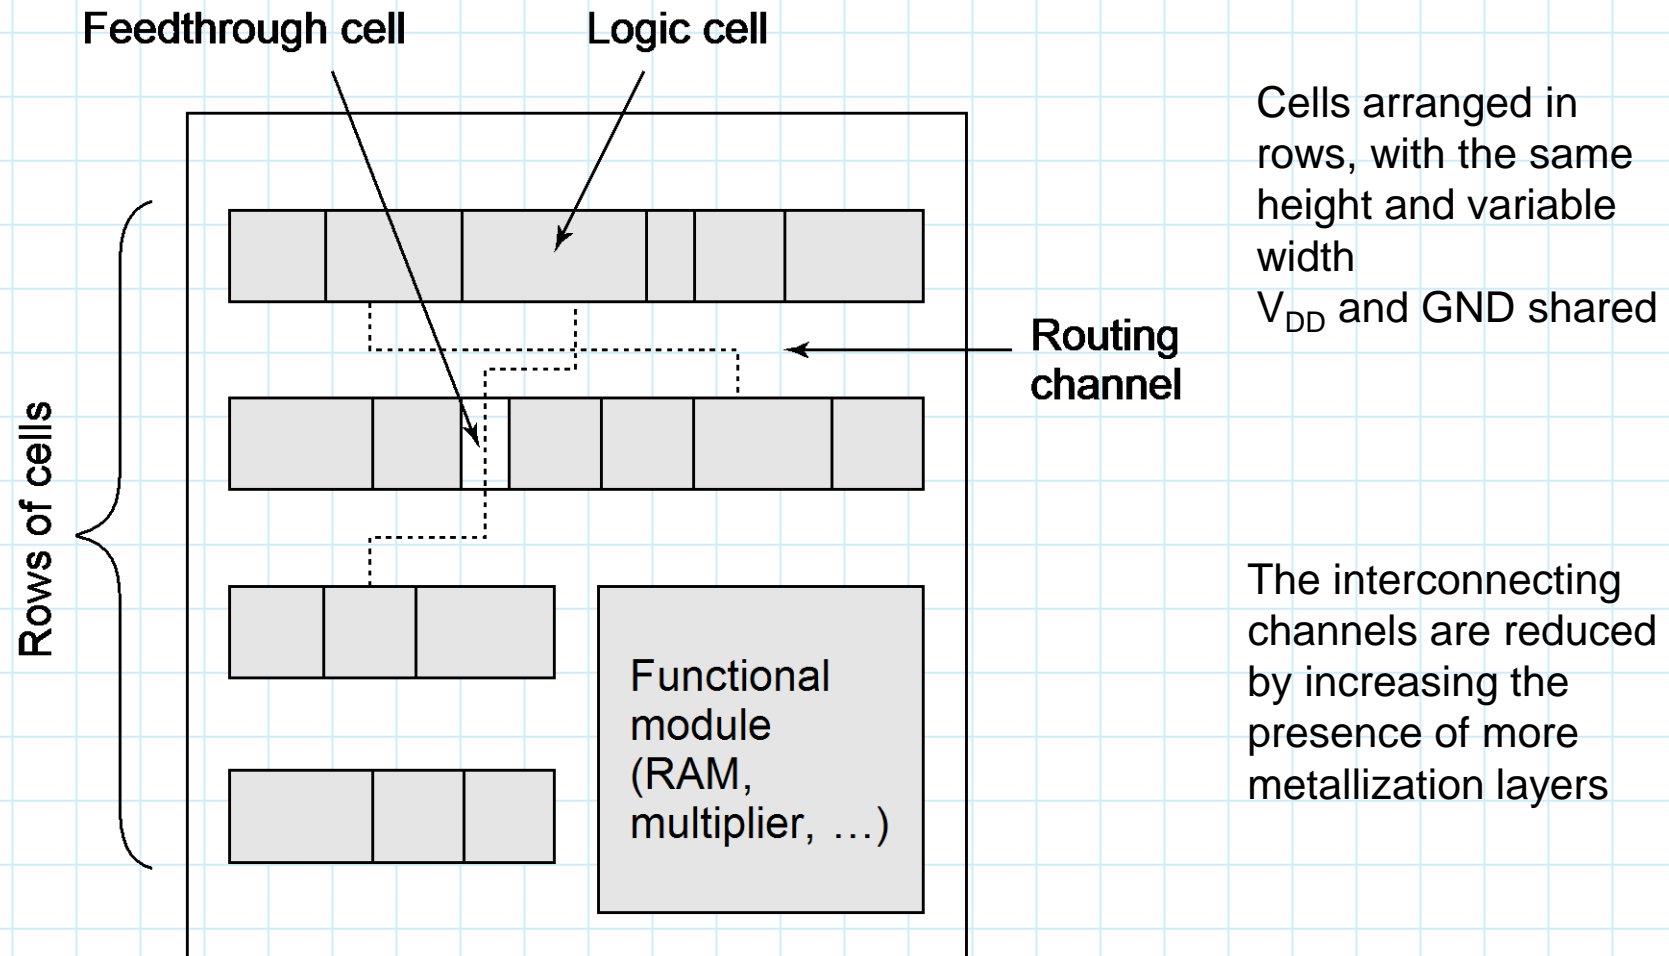 Feedthrough cell
Logic cell
Cells arranged in
rows, with the same
height and variable
width
V_DD and GND shared
Routing
channel
Rows of cells
The interconnecting
channels are reduced
by increasing the
presence of more
metallization layers
Functional
module
(RAM,
multiplier, …)